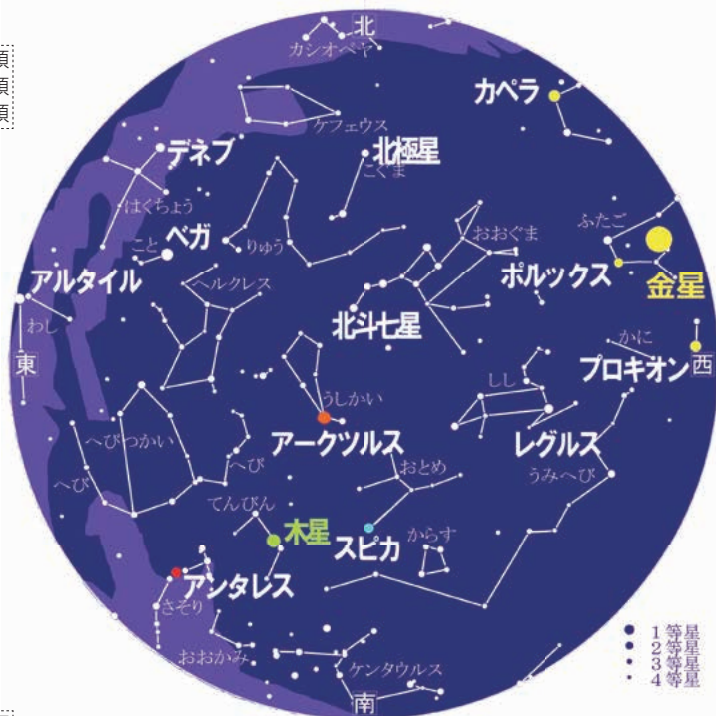 頃
頃
頃
北
カシオペヤ
カペラ
ケフェウス
デネブ
北極星
こぐま
はくちょう
こと
ベガ
りゅう
おおぐま
ふたご
アルタイル
ヘルクレス
ポルックス
金星
わし
北斗七星
東
かに
プロキオン
西
うしかい
しし
アークツルス
レグルス
へびつかい
へび
へび
おとめ
うみへび
てんびん
木星
スピカ
からす
アンタレス
さそり
おおかみ
ケンタウルス
南
1等星
2等星
3等星
4等星